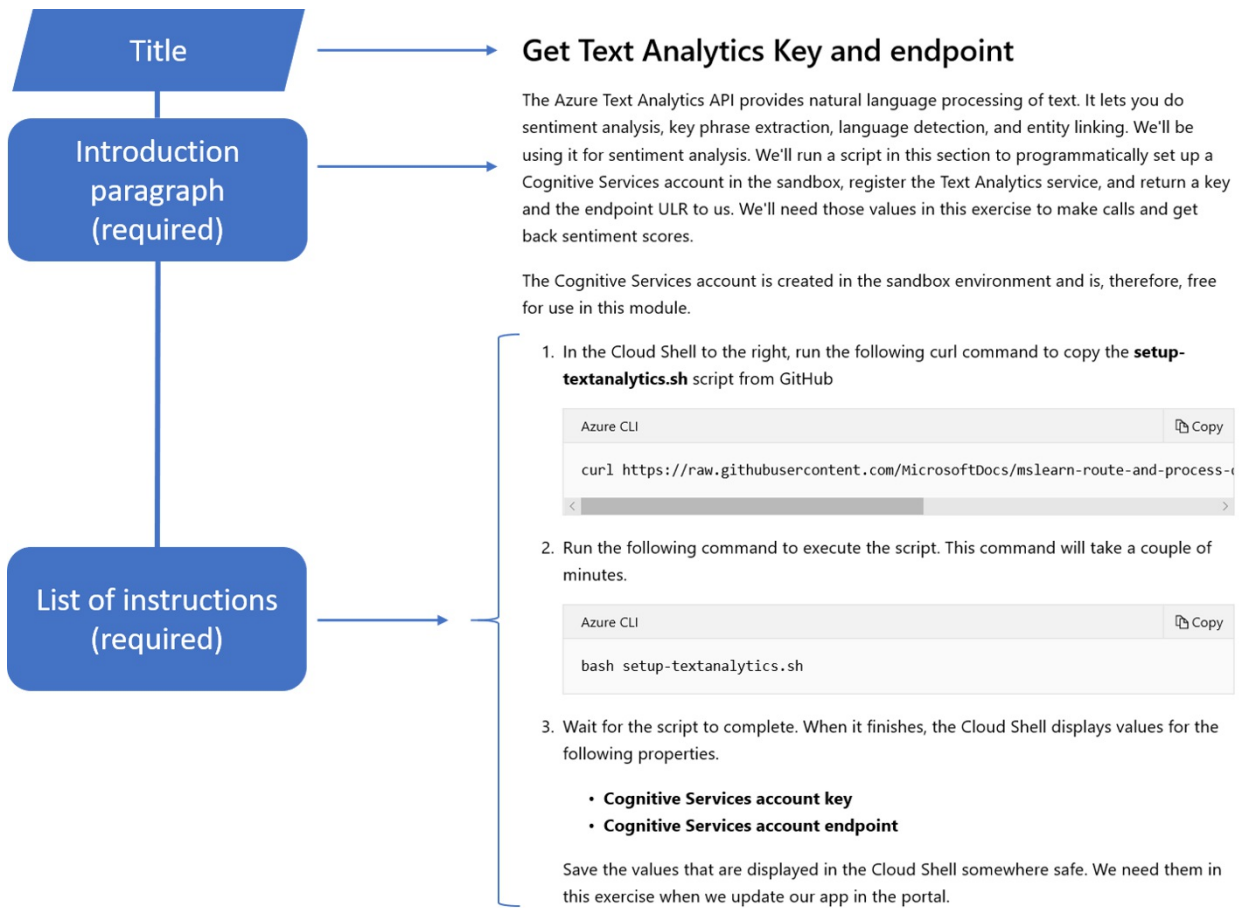 Title
Get Text Analytics Key and endpoint
Introduction
paragraph
(required)
The Azure Text Analytics API provides natural language processing of text. It lets you do
sentiment analysis, key phrase extraction, language detection, and entity linking. We'll be
using it for sentiment analysis. We'll run a script in this section to programmatically set up a
Cognitive Services account in the sandbox, register the Text Analytics service, and return a key
and the endpoint ULR to us. We'll need those values in this exercise to make calls and get
back sentiment scores.
The Cognitive Services account is created in the sandbox environment and is, therefore, free
for use in this module.
List of instructions
(required)
1. In the Cloud Shell to the right, run the following curl command to copy the setup-
textanalytics.sh script from GitHub
Azure CLI
Copy
curl https://raw.githubusercontent.com/MicrosoftDocs/mslearn-route-and-process-
2. Run the following command to execute the script. This command will take a couple of
minutes.
Azure CLI
Copy
bash setup-textanalytics.sh
3. Wait for the script to complete. When it finishes, the Cloud Shell displays values for the
following properties.
• Cognitive Services account key
• Cognitive Services account endpoint
Save the values that are displayed in the Cloud Shell somewhere safe. We need them in
this exercise when we update our app in the portal.